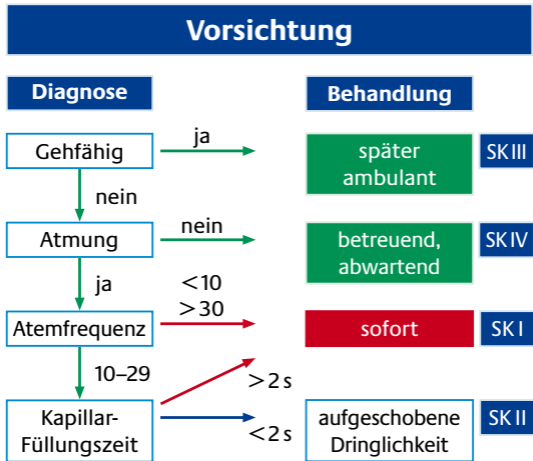 Vorsichtung
Diagnose
Behandlung
Gehfähig
ja
später
ambulant
SK III
nein
Atmung
nein
betreuend,
abwartend
SK IV
ja
Atemfrequenz
<10
>30
sofort
SK I
10–29
>2 s
Kapillar-
Füllungszeit
<2 s
aufgeschobene
Dringlichkeit
SK II